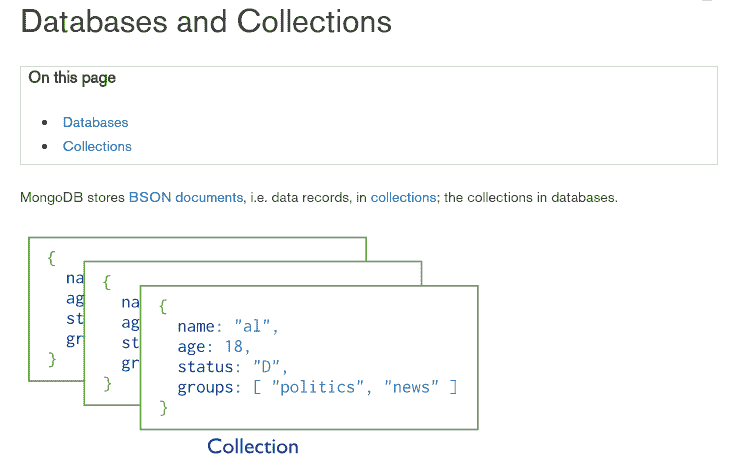 Databases and Collections
On this page
Databases
Collections
MongoDB stores BSON documents, i.e. data records, in collections; the collections in databases.
{
na
ag
st
gr
}
{
na
ag
st
gr
}
{
name: "al",
age: 18,
status: "D",
groups: [ "politics", "news" ]
}
Collection